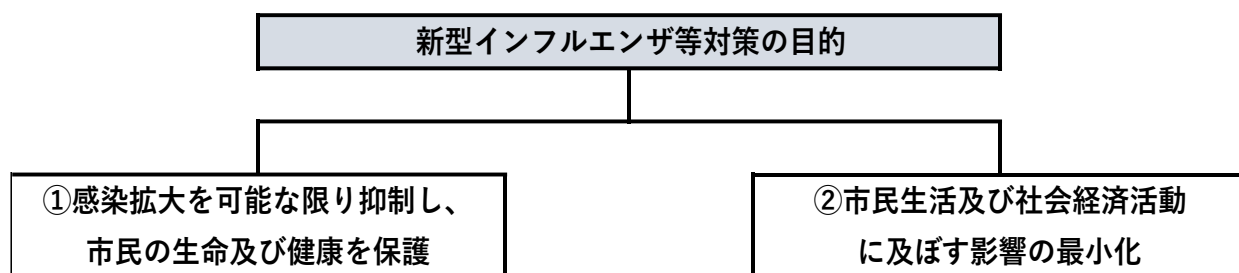 新型インフルエンザ等対策の目的
①感染拡大を可能な限り抑制し、
市民の生命及び健康を保護
②市民生活及び社会経済活動
に及ぼす影響の最小化